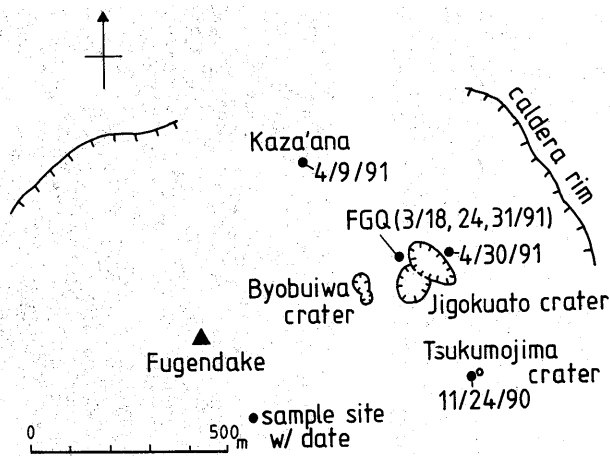 caldera rim
Kaza'ana
4/9/91
FGQ(3/18, 24,31/91)
4/30/91
Byobuiwa
crater
Jigokuato crater
Fugendake
Tsukumojima
crater
11/24/90
sample site
w/ date
0 500 m